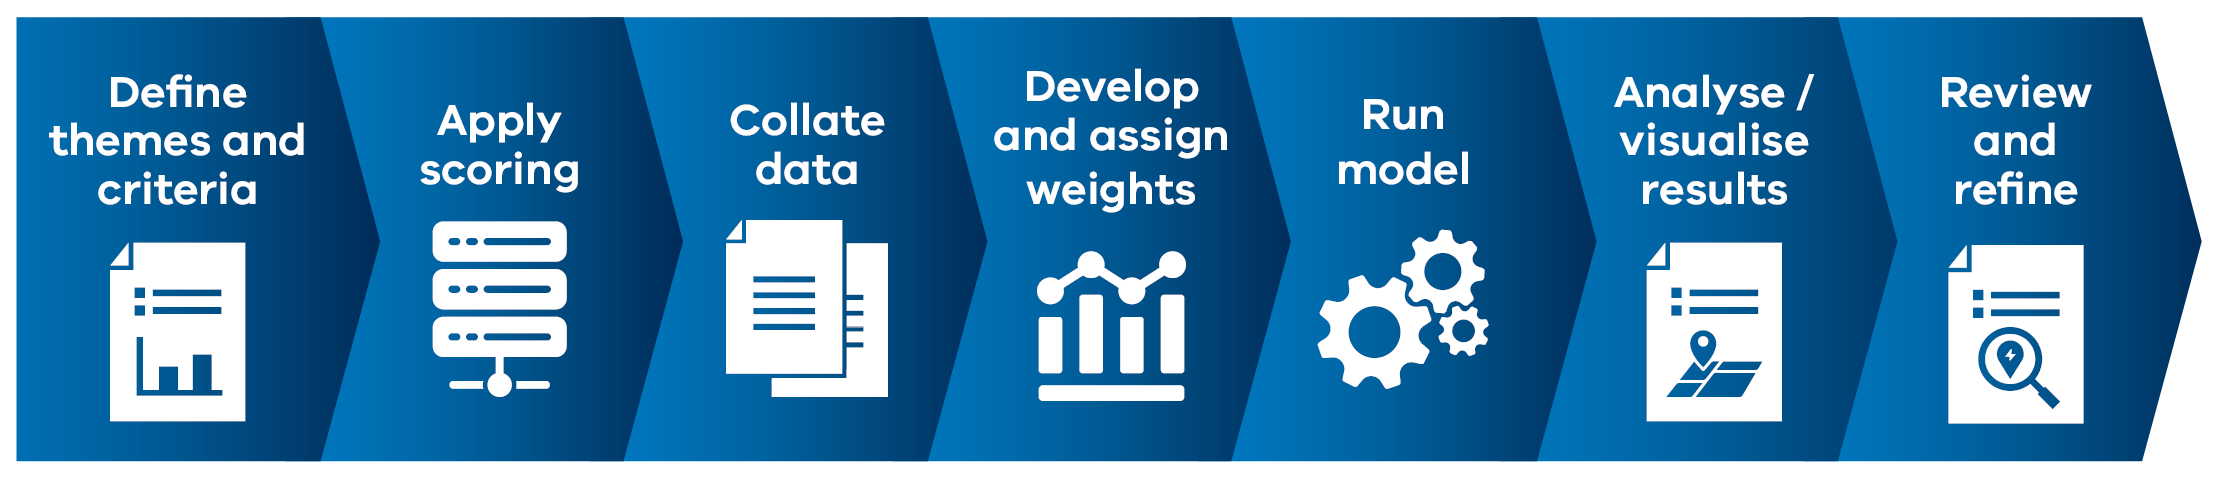 Define
themes and
criteria
Apply
scoring
Collate
data
Develop
and assign
weights
Run
model
Analyse /
visualise
results
Review
and
refine